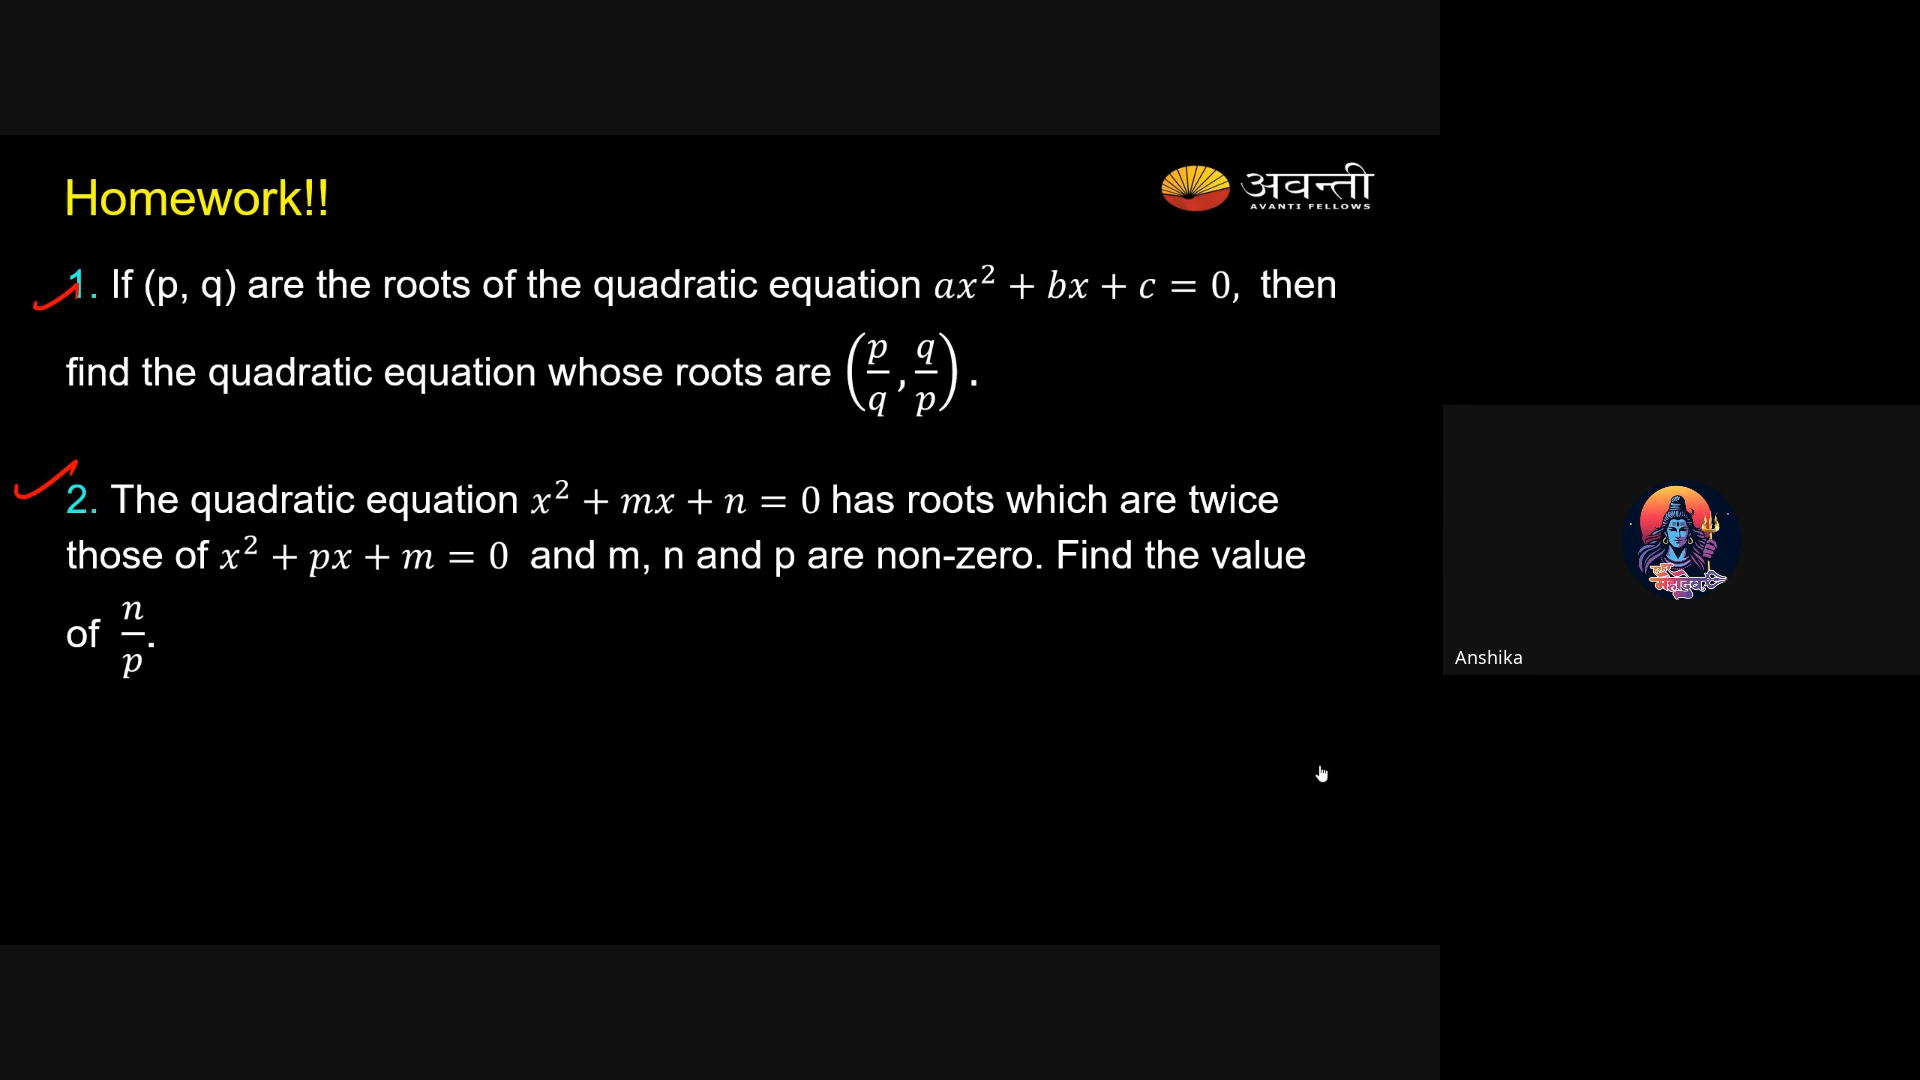 Homework!!
अवन्ती
AVANTI FELLOWS
1. If (p, q) are the roots of the quadratic equation ax² + bx + c = 0, then
find the quadratic equation whose roots are (p/q, q/p).
2. The quadratic equation x² + mx + n = 0 has roots which are twice
those of x² + px + m = 0 and m, n and p are non-zero. Find the value
of n/p.
महादेव
Anshika